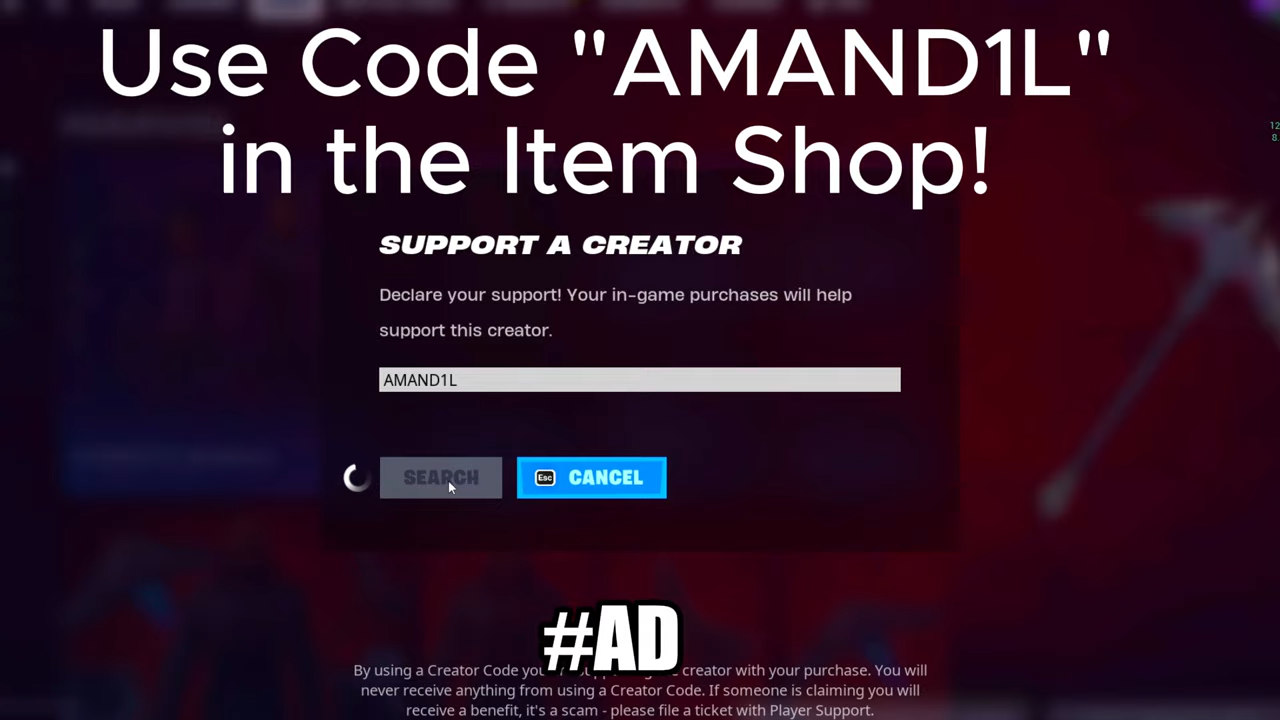 Use Code "AMAND1L"
in the Item Shop!
SUPPORT A CREATOR
Declare your support! Your in-game purchases will help
support this creator.
AMAND1L
SEARCH
Esc CANCEL
#AD
By using a Creator Code you creator with your purchase. You will
never receive anything from using a Creator Code. If someone is claiming you will
receive a benefit, it's a scam - please file a ticket with Player Support.